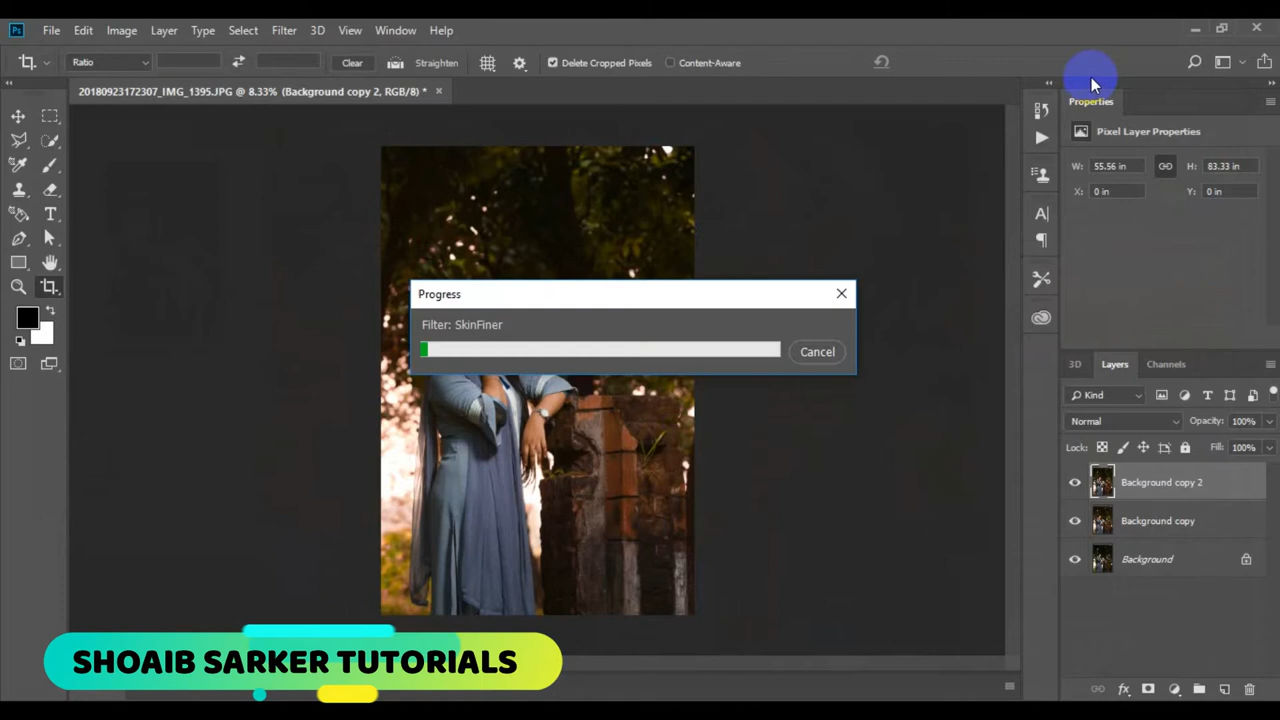 Ps File Edit Image Layer Type Select Filter 3D View Window Help
Ratio Clear Straighten Delete Cropped Pixels Content-Aware
20180923172307_IMG_1395.JPG @ 8.33% (Background copy 2, RGB/8) *
Properties
Pixel Layer Properties
W: 55.56 in H: 83.33 in
X: 0 in Y: 0 in
Progress
Filter: SkinFiner
Cancel
3D Layers Channels
Kind
Normal Opacity: 100%
Lock: Fill: 100%
Background copy 2
Background copy
Background
SHOAIB SARKER TUTORIALS